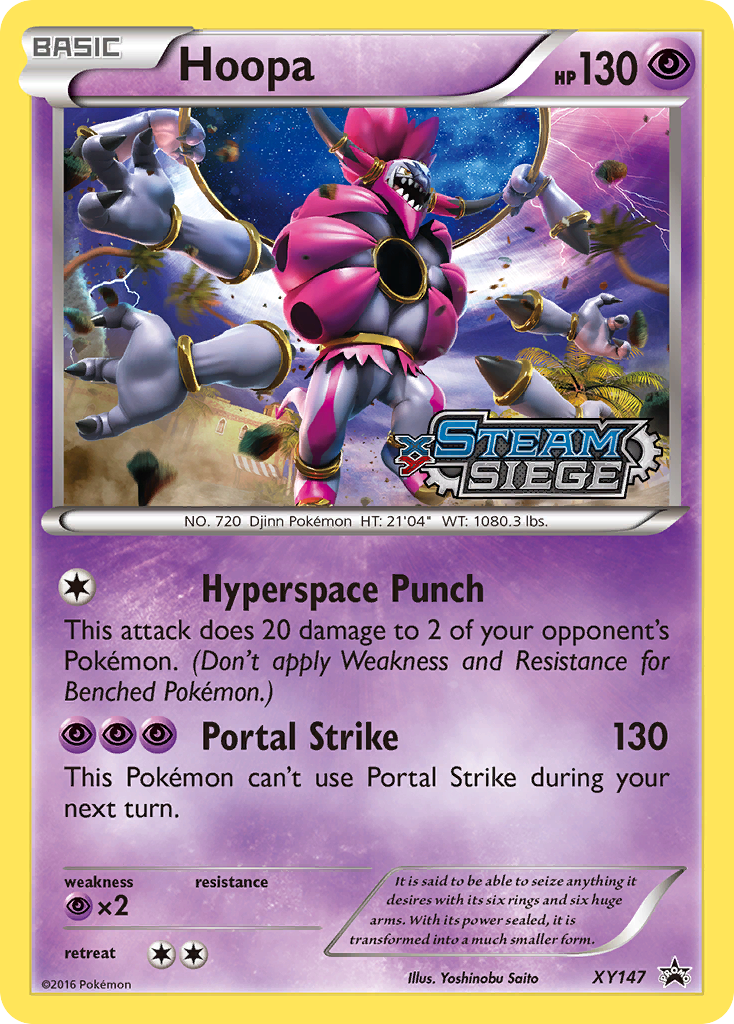 BASIC
Hoopa
HP 130
XY
STEAM
SIEGE
NO. 720 Djinn Pokémon HT: 21'04" WT: 1080.3 lbs.
Hyperspace Punch
This attack does 20 damage to 2 of your opponent's
Pokémon. (Don't apply Weakness and Resistance for
Benched Pokémon.)
Portal Strike 130
This Pokémon can't use Portal Strike during your
next turn.
weakness resistance
×2
It is said to be able to seize anything it
desires with its six rings and six huge
arms. With its power sealed, it is
transformed into a much smaller form.
retreat
©2016 Pokémon
Illus. Yoshinobu Saito
XY147
PROMO